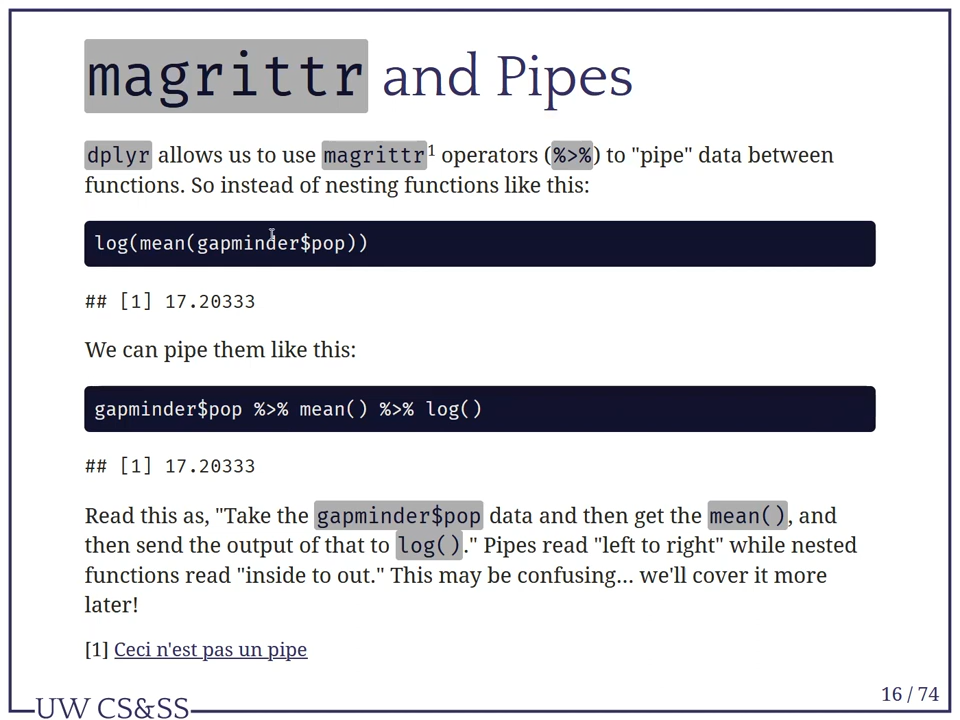 magrittr and Pipes
dplyr allows us to use magrittr¹ operators (%>%) to "pipe" data between
functions. So instead of nesting functions like this:
log(mean(gapminder$pop))
## [1] 17.20333
We can pipe them like this:
gapminder$pop %>% mean() %>% log()
## [1] 17.20333
Read this as, "Take the gapminder$pop data and then get the mean(), and
then send the output of that to log()." Pipes read "left to right" while nested
functions read "inside to out." This may be confusing... we'll cover it more
later!
[1] Ceci n'est pas un pipe
16 / 74
UW CS&SS